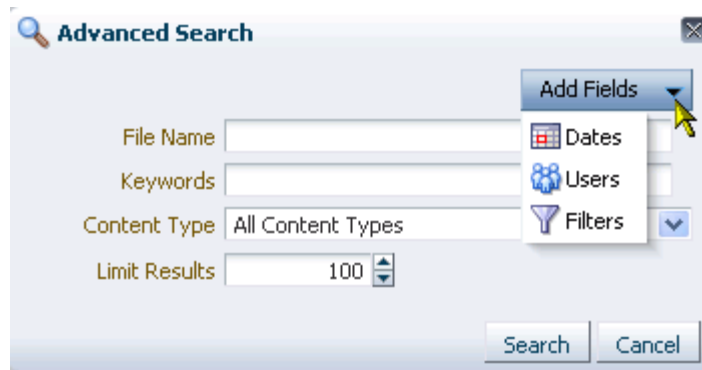 Advanced Search
Add Fields
File Name
Dates
Keywords
Users
Content Type All Content Types
Filters
Limit Results 100
Search Cancel